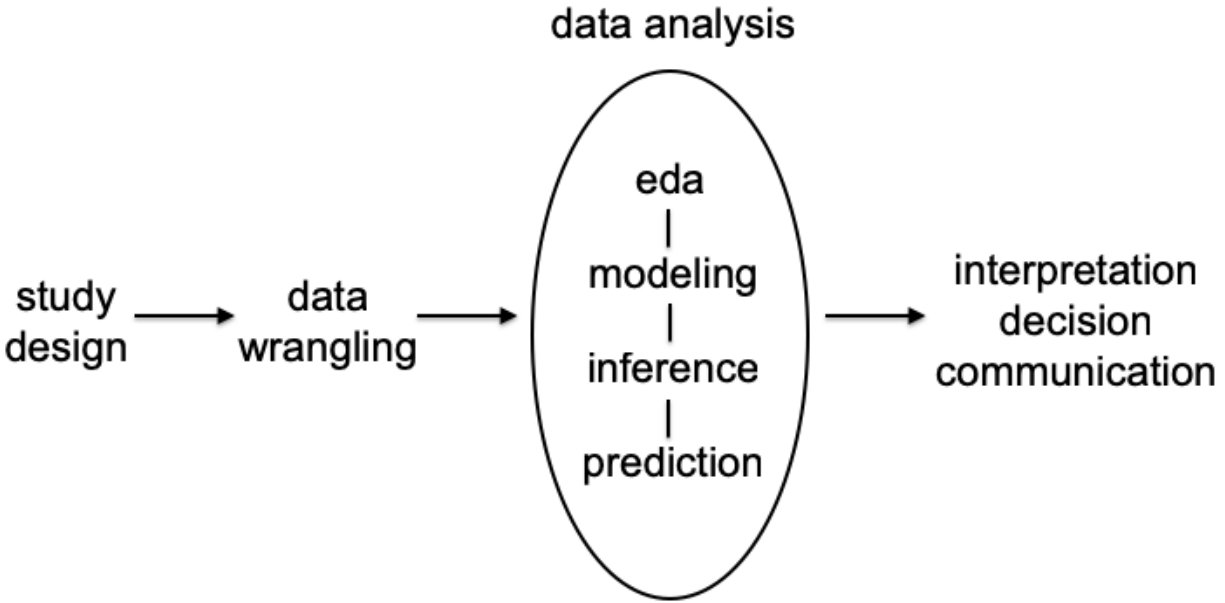 data analysis
study
design
data
wrangling
eda
modeling
inference
prediction
interpretation
decision
communication